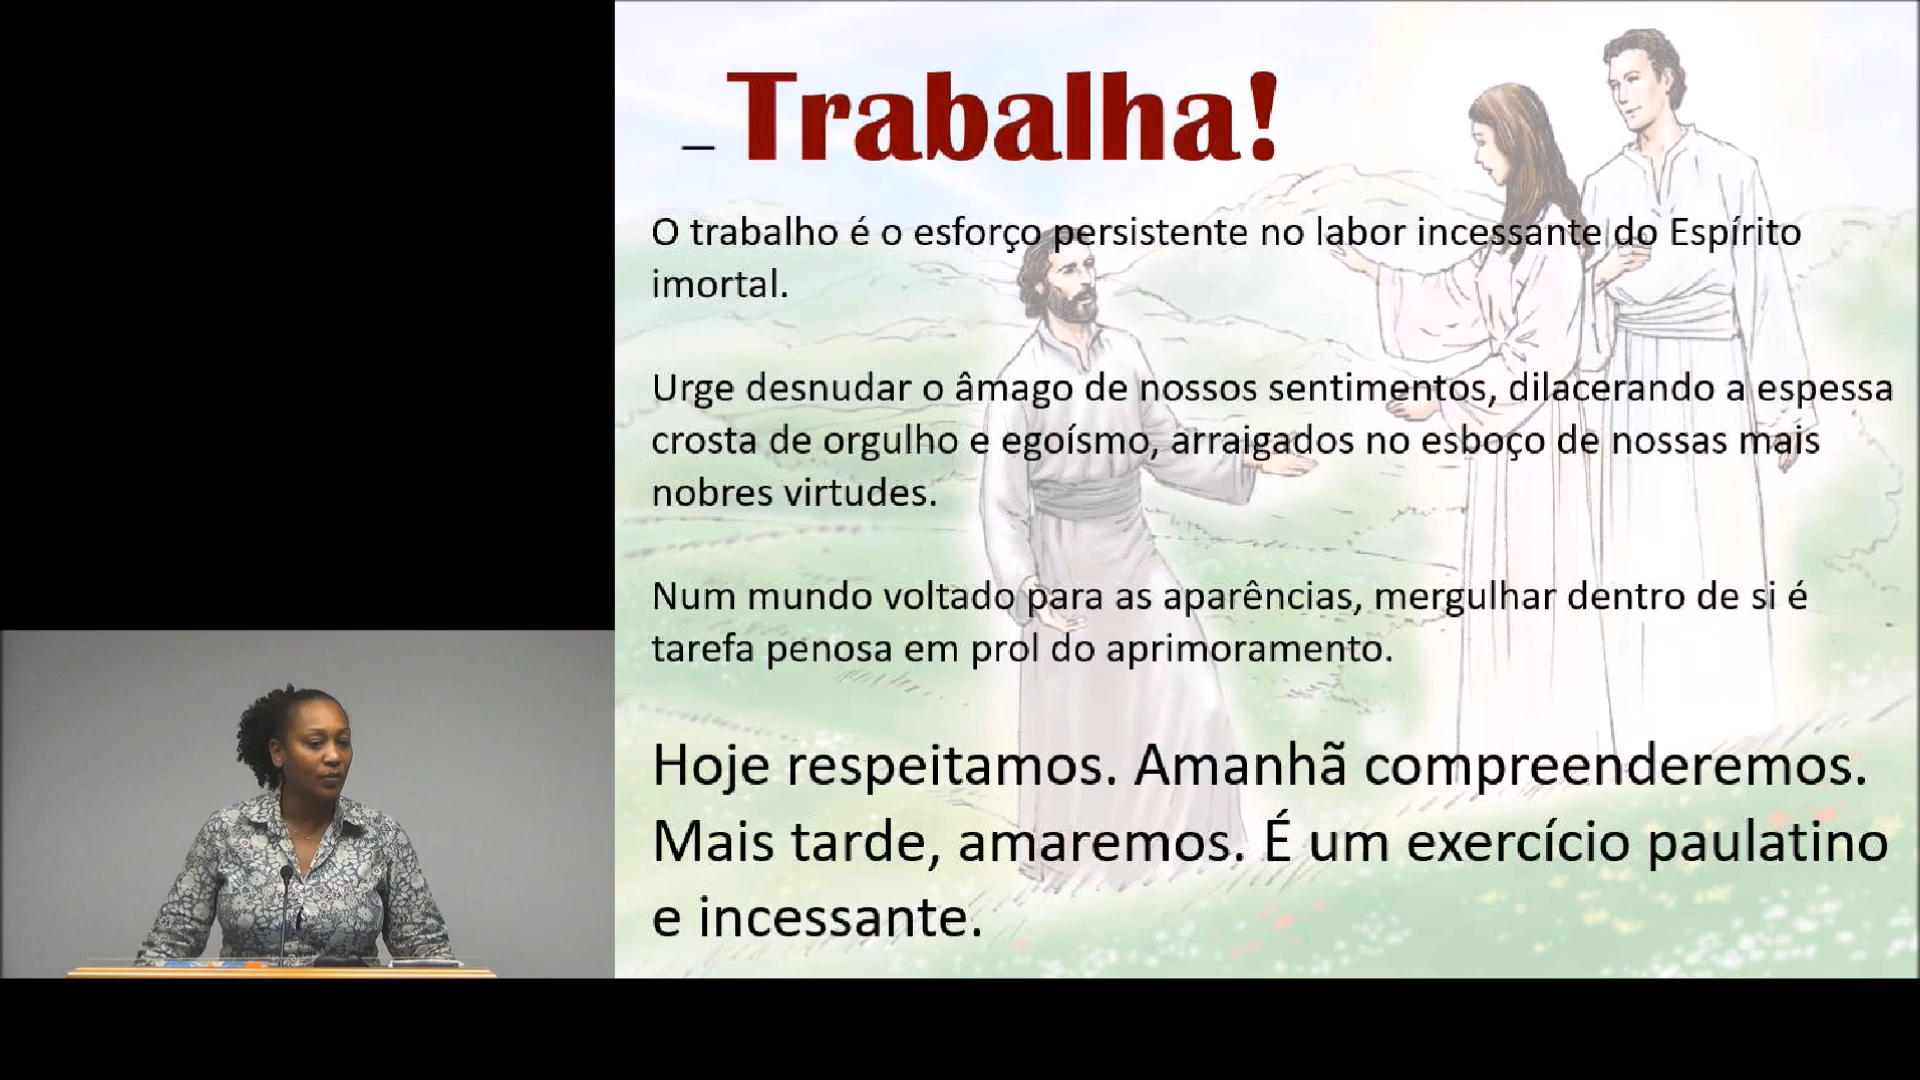 – Trabalha!
O trabalho é o esforço persistente no labor incessante do Espírito
imortal.
Urge desnudar o âmago de nossos sentimentos, dilacerando a espessa
crosta de orgulho e egoísmo, arraigados no esboço de nossas mais
nobres virtudes.
Num mundo voltado para as aparências, mergulhar dentro de si é
tarefa penosa em prol do aprimoramento.
Hoje respeitamos. Amanhã compreenderemos.
Mais tarde, amaremos. É um exercício paulatino
e incessante.